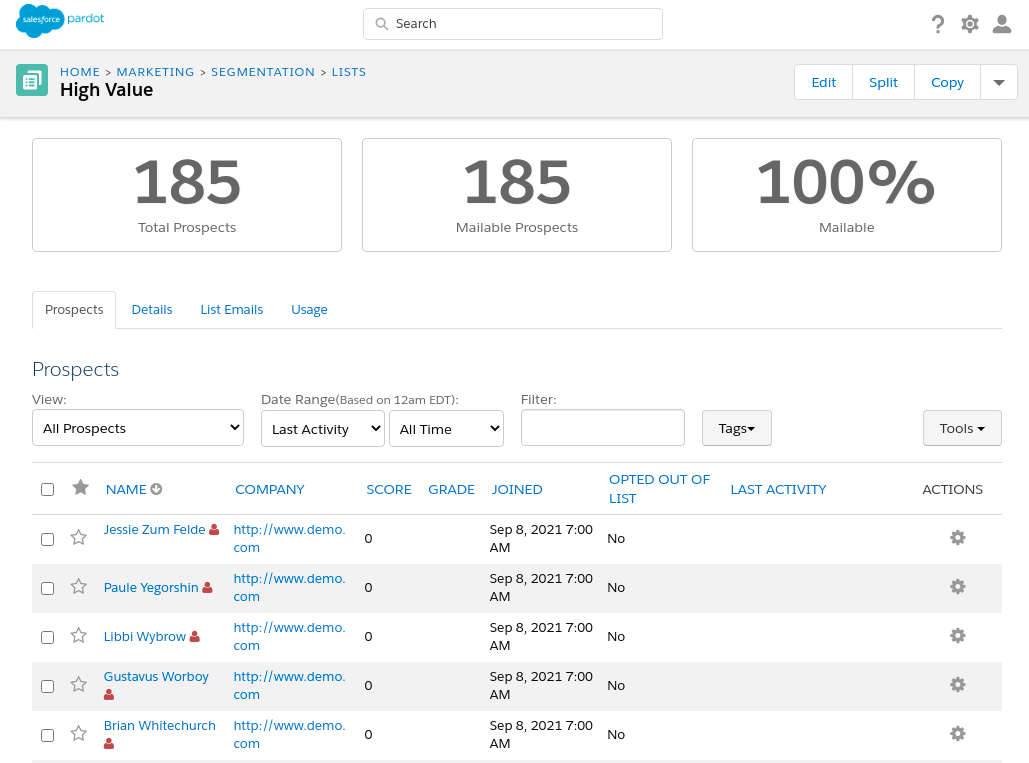 salesforce pardot
Search
?
HOME > MARKETING > SEGMENTATION > LISTS
High Value
Edit Split Copy
185 185 100%
Total Prospects Mailable Prospects Mailable
Prospects Details List Emails Usage
Prospects
View: Date Range(Based on 12am EDT): Filter:
All Prospects Last Activity All Time Tags Tools
NAME COMPANY SCORE GRADE JOINED OPTED OUT OF LAST ACTIVITY ACTIONS
LIST
Jessie Zum Felde http://www.demo. 0 Sep 8, 2021 7:00 No
com AM
Paule Yegorshin http://www.demo. 0 Sep 8, 2021 7:00 No
com AM
Libbi Wybrow http://www.demo. 0 Sep 8, 2021 7:00 No
com AM
Gustavus Worboy http://www.demo. 0 Sep 8, 2021 7:00 No
com AM
Brian Whitechurch http://www.demo. 0 Sep 8, 2021 7:00 No
com AM